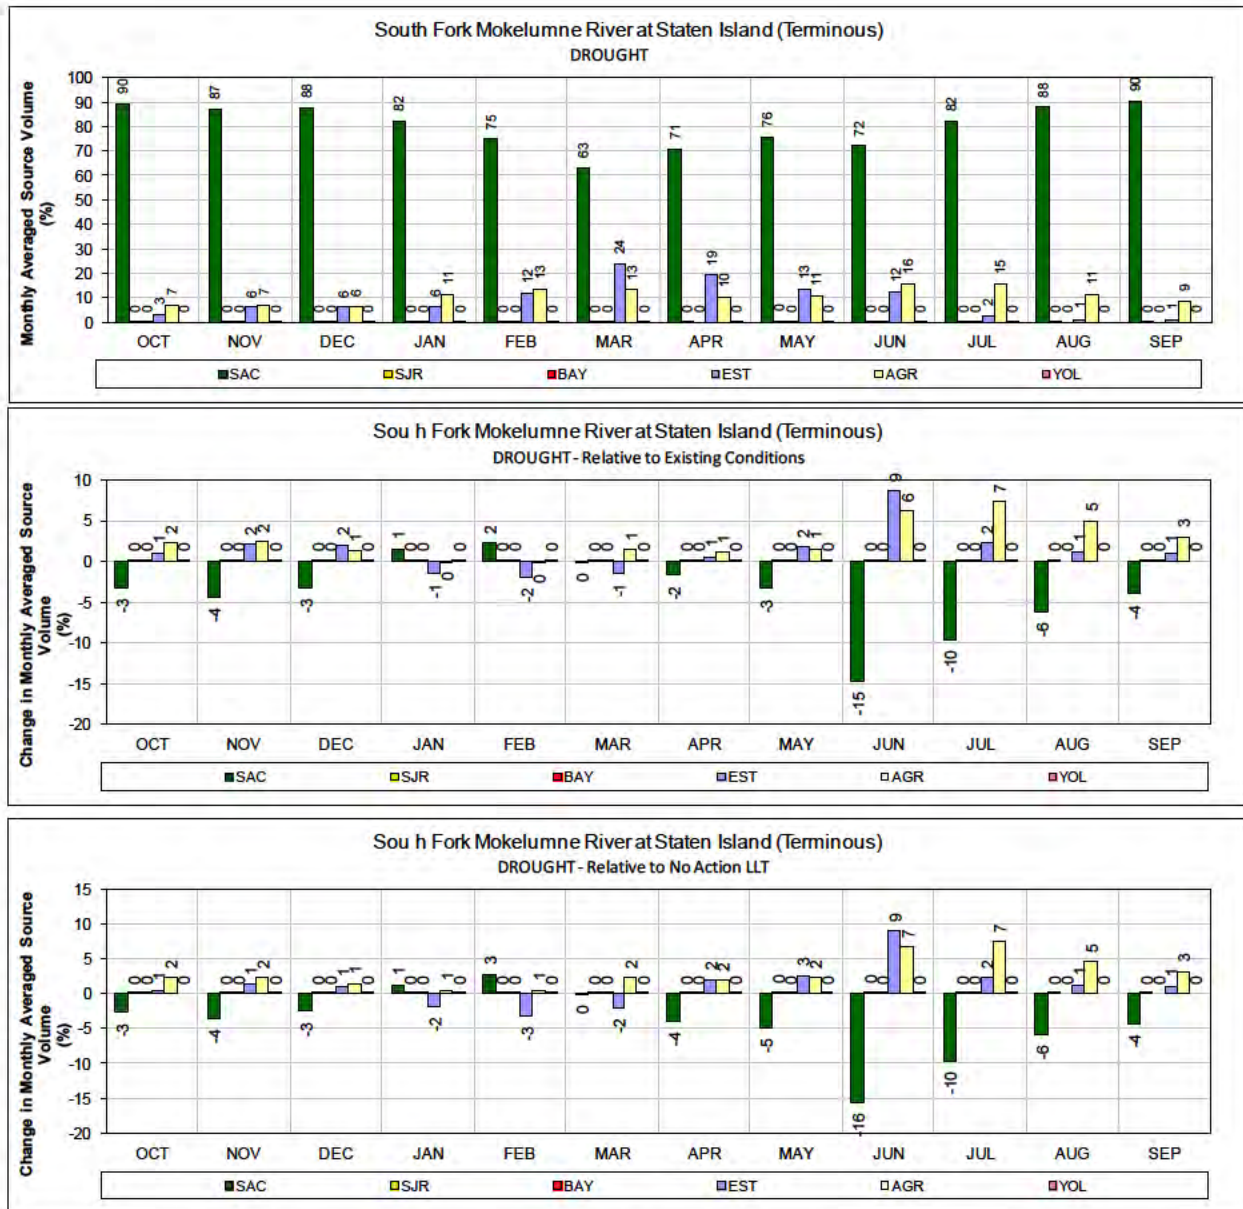 South Fork Mokelumne River at Staten Island (Terminous)
DROUGHT
Monthly Averaged Source Volume
(%)
100
90
80
70
60
50
40
30
20
10
0
90 0 0 3 7 0
87 0 0 6 7 0
88 0 0 6 6 0
82 0 0 6 11 0
75 0 0 12 13 0
63 0 0 24 13 0
71 0 0 19 10 0
76 0 0 13 11 0
72 0 0 12 16 0
82 0 0 2 15 0
88 0 0 1 11 0
90 0 0 1 9 0
OCT NOV DEC JAN FEB MAR APR MAY JUN JUL AUG SEP
SAC SJR BAY EST AGR YOL
Sou h Fork Mokelumne River at Staten Island (Terminous)
DROUGHT - Relative to Existing Conditions
Change in Monthly Averaged Source
Volume
(%)
10
5
0
-5
-10
-15
-20
-3 0 0 1 2 0
-4 0 0 2 2 0
-3 0 0 2 1 0
1 0 0 -1 0 0
2 0 0 -2 0 0
0 0 0 -1 1 0
-2 0 0 1 1 0
-3 0 0 2 1 0
-15 0 0 9 6 0
-10 0 0 2 7 0
-6 0 0 1 5 0
-4 0 0 1 3 0
OCT NOV DEC JAN FEB MAR APR MAY JUN JUL AUG SEP
SAC SJR BAY EST AGR YOL
Sou h Fork Mokelumne River at Staten Island (Terminous)
DROUGHT - Relative to No Action LLT
Change in Monthly Averaged Source
Volume
(%)
15
10
5
0
-5
-10
-15
-20
-3 0 0 1 2 0
-4 0 0 1 2 0
-3 0 0 1 1 0
1 0 0 -2 1 0
3 0 0 -3 1 0
0 0 0 -2 2 0
-4 0 0 2 2 0
-5 0 0 3 2 0
-16 0 0 9 7 0
-10 0 0 2 7 0
-6 0 0 1 5 0
-4 0 0 1 3 0
OCT NOV DEC JAN FEB MAR APR MAY JUN JUL AUG SEP
SAC SJR BAY EST AGR YOL